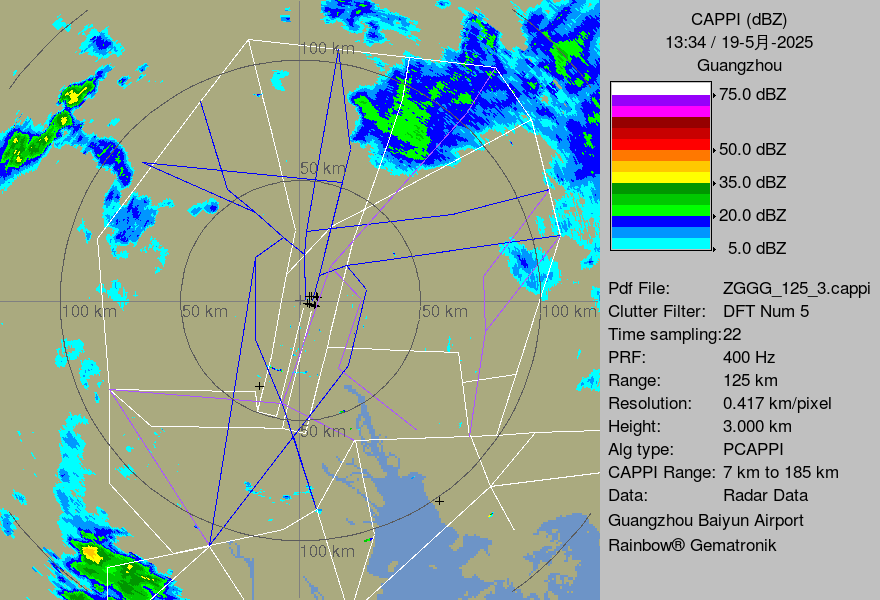 CAPPI (dBZ)
13:34 / 19-5月-2025
Guangzhou
75.0 dBZ
50.0 dBZ
35.0 dBZ
20.0 dBZ
5.0 dBZ
Pdf File: ZGGG_125_3.cappi
Clutter Filter: DFT Num 5
Time sampling:22
PRF: 400 Hz
Range: 125 km
Resolution: 0.417 km/pixel
Height: 3.000 km
Alg type: PCAPPI
CAPPI Range: 7 km to 185 km
Data: Radar Data
Guangzhou Baiyun Airport
Rainbow® Gematronik
100 km
50 km
100 km 50 km 50 km 100 km
50 km
100 km